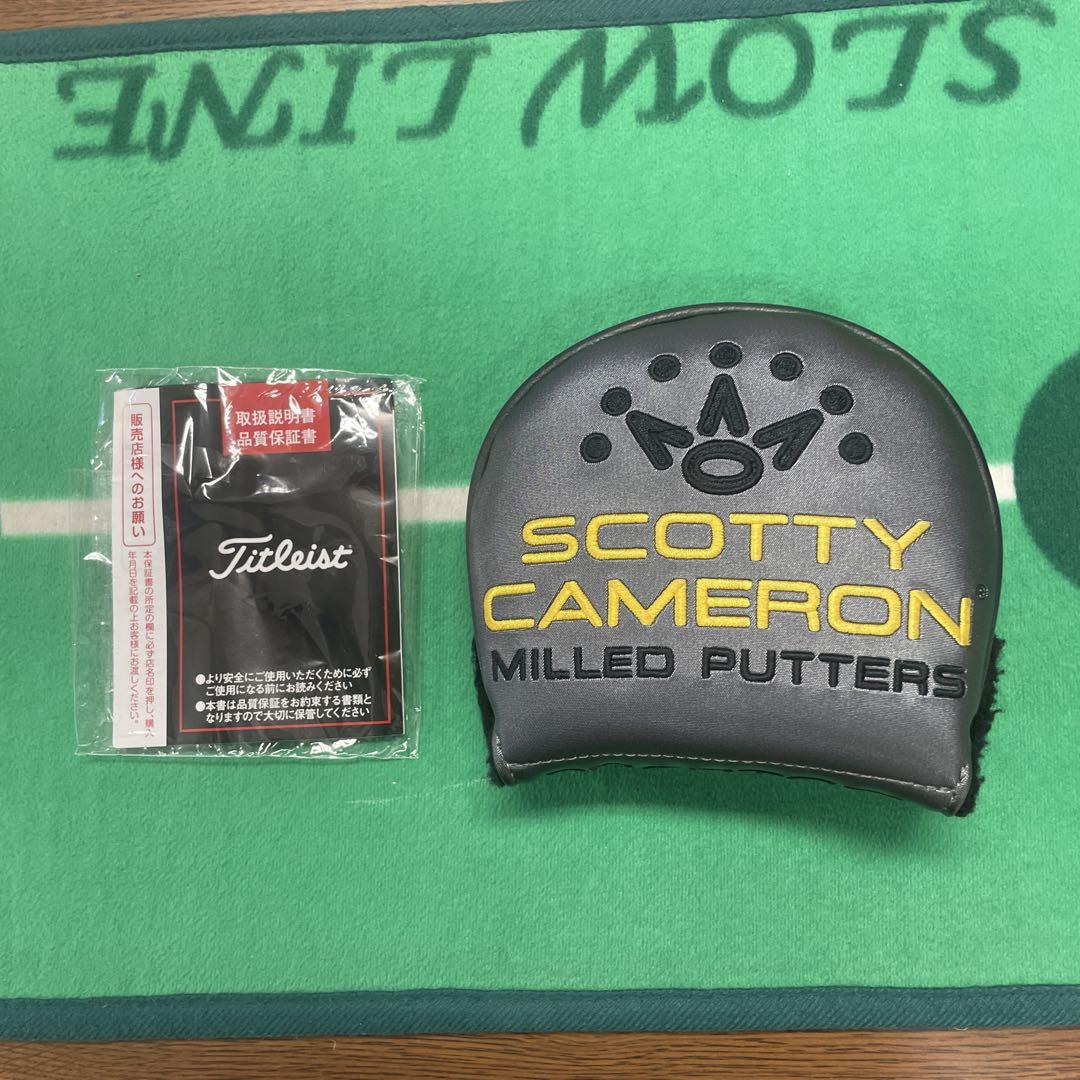 SLOW LINE
取扱説明書
品質保証書
販売店様へのお願い
本保証書の所定の欄に必ず店名印を押し、購入
年月日を記載の上お客様にお渡しください。
Titleist
●より安全にご使用いただくために必ず
ご使用になる前にお読みください
●本書は品質保証をお約束する書類と
なりますので大切に保管してください
SCOTTY
CAMERON
MILLED PUTTERS